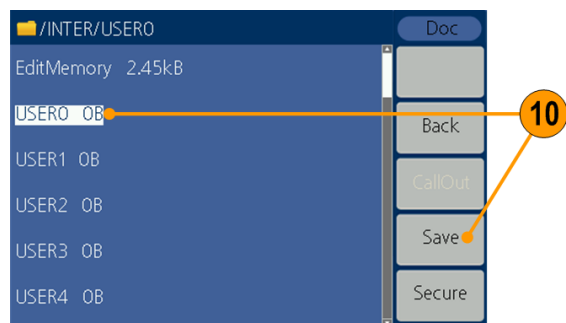 /INTER/USER0
Doc
EditMemory 2.45kB
USER0 0B
USER1 0B
USER2 0B
USER3 0B
USER4 0B
Back
CallOut
Save
Secure
10